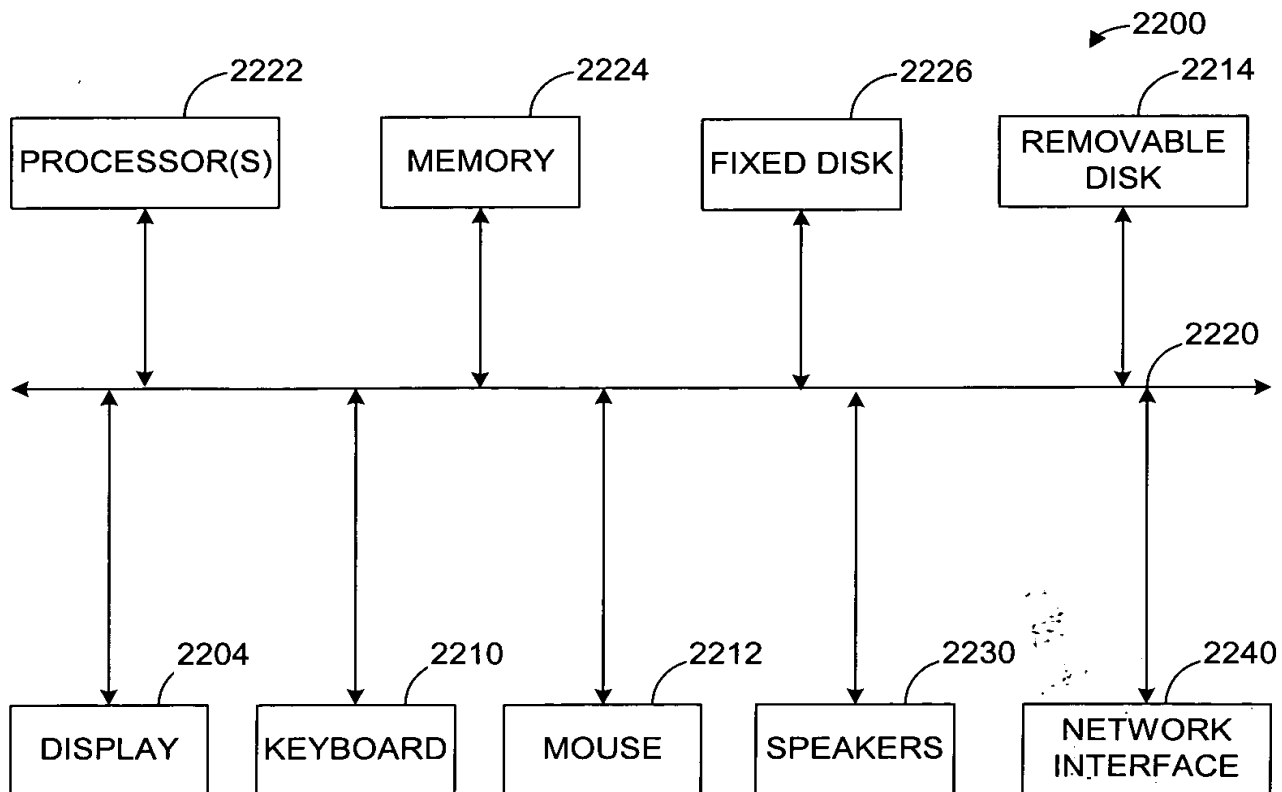 2200
2222
2224
2226
2214
PROCESSOR(S)
MEMORY
FIXED DISK
REMOVABLE
DISK
2220
2204
2210
2212
2230
2240
DISPLAY
KEYBOARD
MOUSE
SPEAKERS
NETWORK
INTERFACE